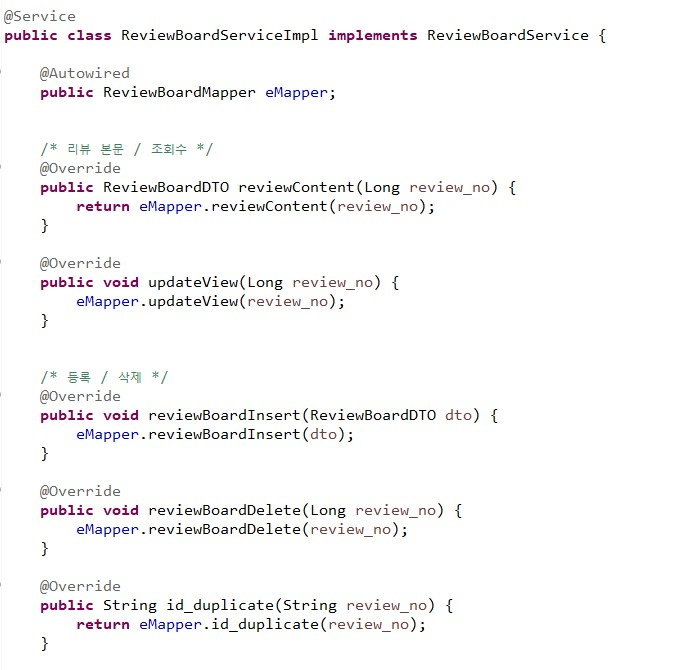 @Service
public class ReviewBoardServiceImpl implements ReviewBoardService {
@Autowired
public ReviewBoardMapper eMapper;
/* 리뷰 본문 / 조회수 */
@Override
public ReviewBoardDTO reviewContent(Long review_no) {
return eMapper.reviewContent(review_no);
}
@Override
public void updateView(Long review_no) {
eMapper.updateView(review_no);
}
/* 등록 / 삭제 */
@Override
public void reviewBoardInsert(ReviewBoardDTO dto) {
eMapper.reviewBoardInsert(dto);
}
@Override
public void reviewBoardDelete(Long review_no) {
eMapper.reviewBoardDelete(review_no);
}
@Override
public String id_duplicate(String review_no) {
return eMapper.id_duplicate(review_no);
}